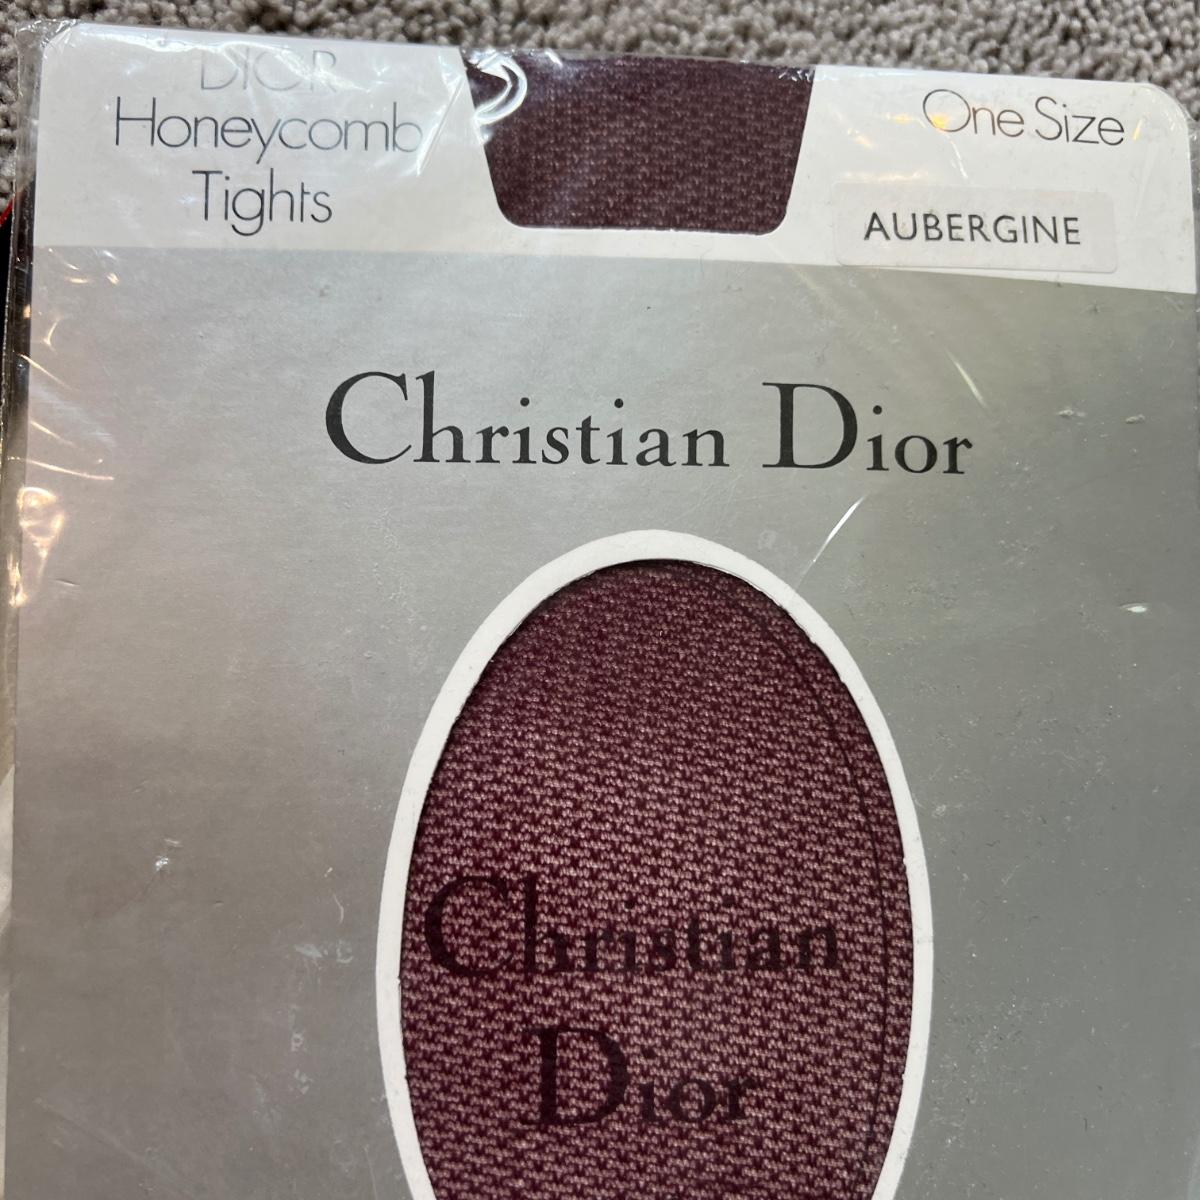 DIOR
Honeycomb
Tights
One Size
AUBERGINE
Christian Dior
Christian
Dior